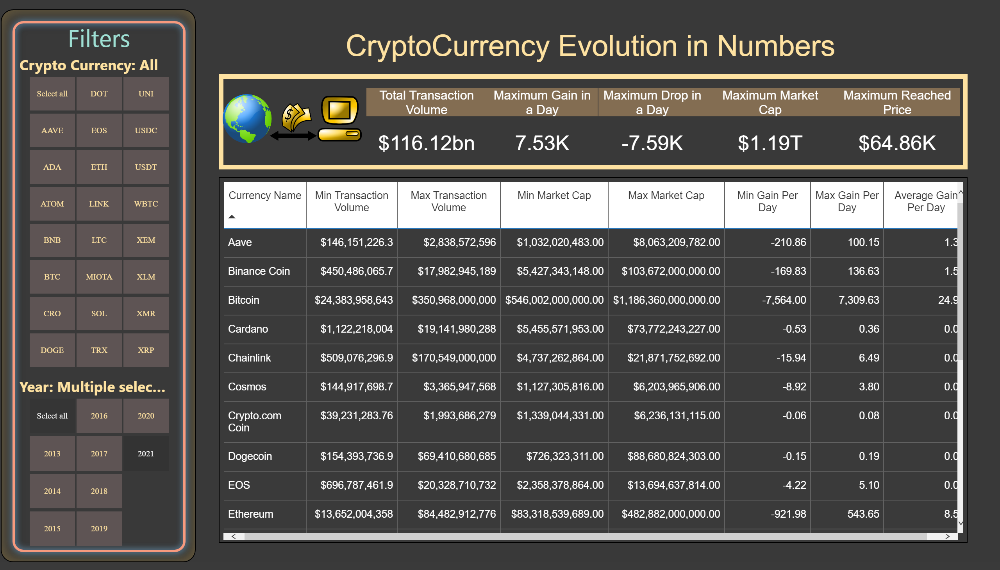 Filters
Crypto Currency: All
Select all DOT UNI
AAVE EOS USDC
ADA ETH USDT
ATOM LINK WBTC
BNB LTC XEM
BTC MIOTA XLM
CRO SOL XMR
DOGE TRX XRP
Year: Multiple selec...
Select all 2016 2020
2013 2017 2021
2014 2018
2015 2019
CryptoCurrency Evolution in Numbers
$
Total Transaction Volume
Maximum Gain in a Day
Maximum Drop in a Day
Maximum Market Cap
Maximum Reached Price
$116.12bn 7.53K -7.59K $1.19T $64.86K
Currency Name
Min Transaction Volume
Max Transaction Volume
Min Market Cap
Max Market Cap
Min Gain Per Day
Max Gain Per Day
Average Gain Per Day
Aave $146,151,226.3 $2,838,572,596 $1,032,020,483.00 $8,063,209,782.00 -210.86 100.15 1.3
Binance Coin $450,486,065.7 $17,982,945,189 $5,427,343,148.00 $103,672,000,000.00 -169.83 136.63 1.5
Bitcoin $24,383,958,643 $350,968,000,000 $546,002,000,000.00 $1,186,360,000,000.00 -7,564.00 7,309.63 24.9
Cardano $1,122,218,004 $19,141,980,288 $5,455,571,953.00 $73,772,243,227.00 -0.53 0.36 0.0
Chainlink $509,076,296.9 $170,549,000,000 $4,737,262,864.00 $21,871,752,692.00 -15.94 6.49 0.0
Cosmos $144,917,698.7 $3,365,947,568 $1,127,305,816.00 $6,203,965,906.00 -8.92 3.80 0.0
Crypto.com Coin $39,231,283.76 $1,993,686,279 $1,339,044,331.00 $6,236,131,115.00 -0.06 0.08 0.0
Dogecoin $154,393,736.9 $69,410,680,685 $726,323,311.00 $88,680,824,303.00 -0.15 0.19 0.0
EOS $696,787,461.9 $20,328,710,732 $2,358,378,864.00 $13,694,637,814.00 -4.22 5.10 0.0
Ethereum $13,652,004,358 $84,482,912,776 $83,318,539,689.00 $482,882,000,000.00 -921.98 543.65 8.5